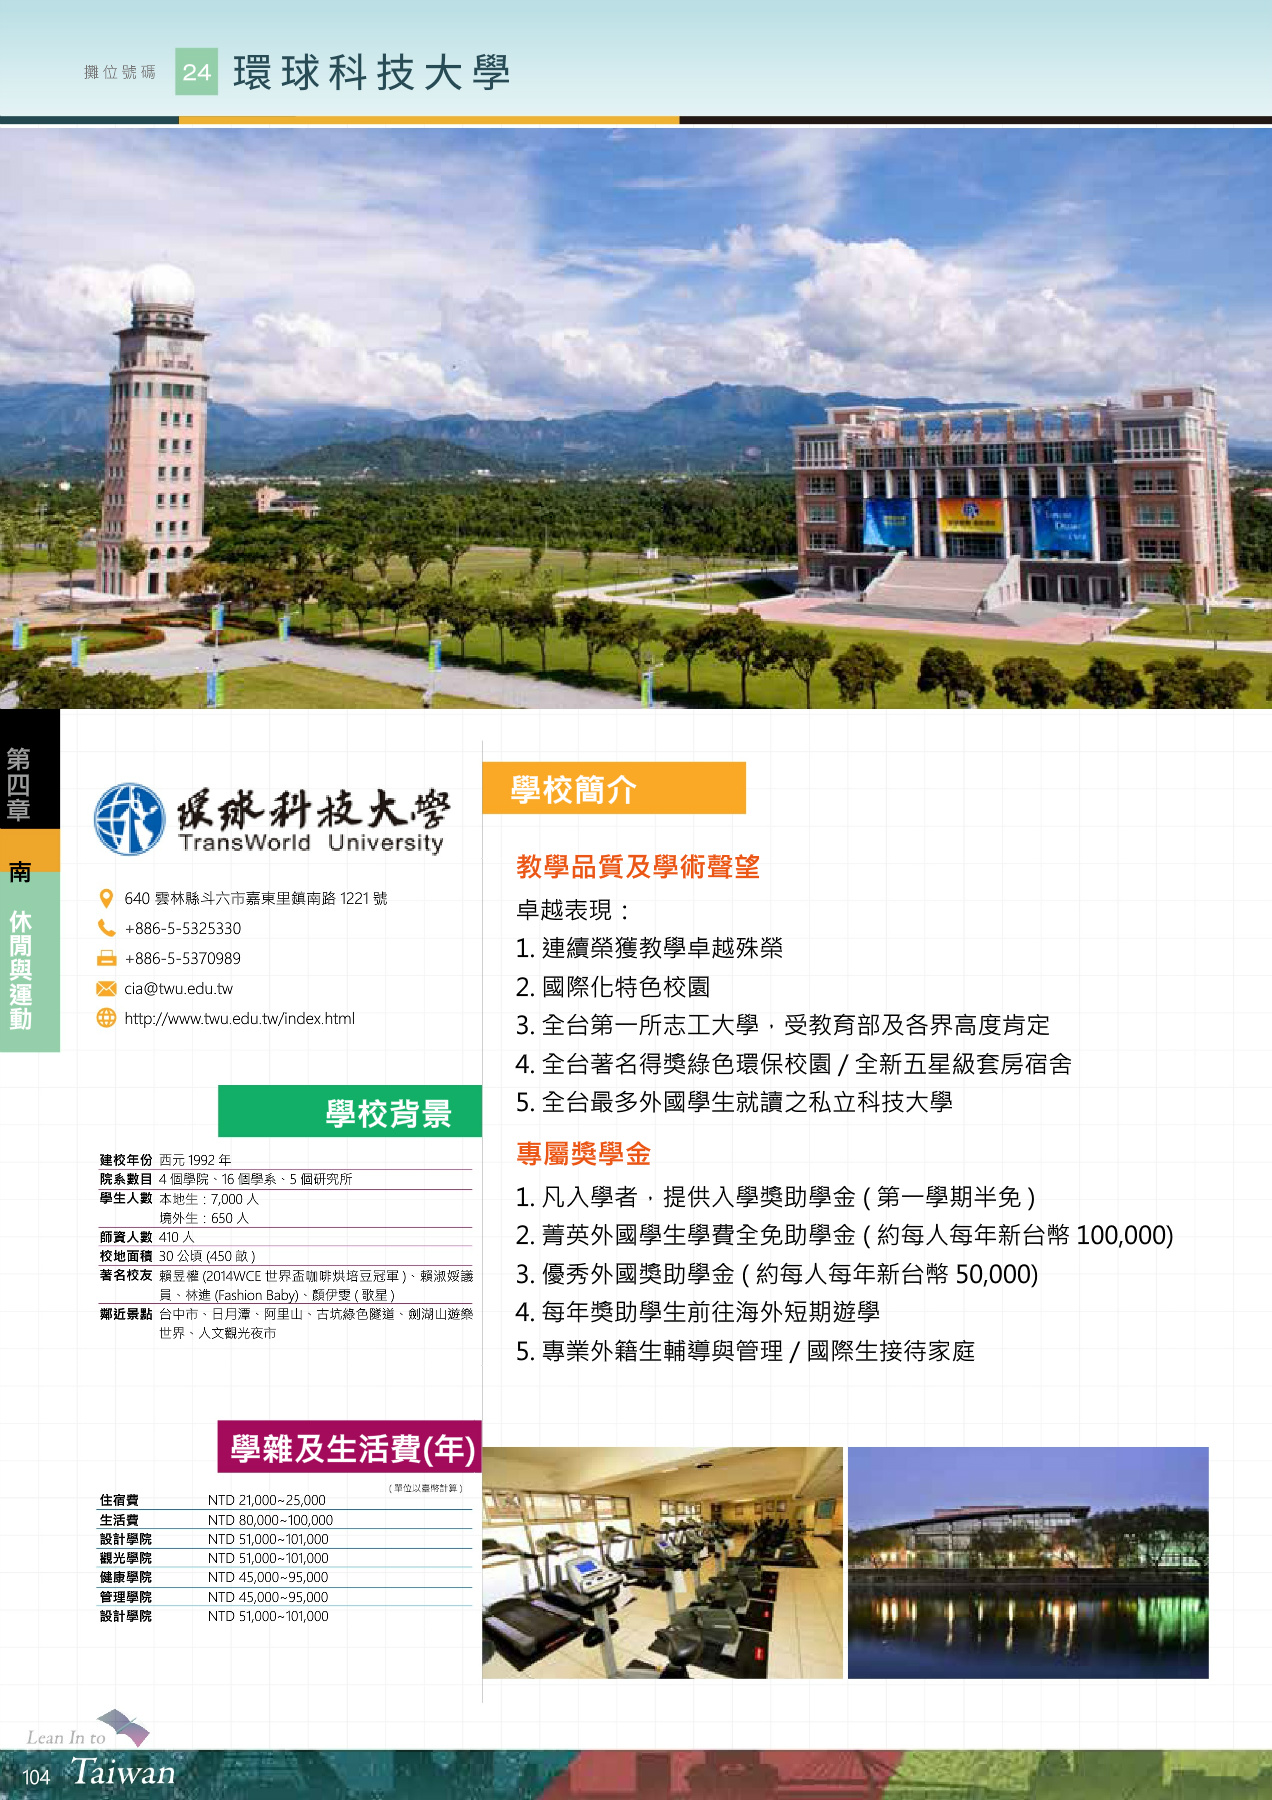 攤位號碼 24 環球科技大學
第四章
南 休閒與運動
環球科技大學
TransWorld University
640 雲林縣斗六市嘉東里鎮南路 1221 號
+886-5-5325330
+886-5-5370989
cia@twu.edu.tw
http://www.twu.edu.tw/index.html
學校背景
建校年份 西元 1992 年
院系數目 4 個學院、16 個學系、5 個研究所
學生人數 本地生：7,000 人
境外生：650 人
師資人數 410 人
校地面積 30 公頃 (450 畝 )
著名校友 賴昱權 (2014WCE 世界盃咖啡烘培豆冠軍 )、賴淑娞議
員、林進 (Fashion Baby)、顏伊雯 ( 歌星 )
鄰近景點 台中市、日月潭、阿里山、古坑綠色隧道、劍湖山遊樂
世界、人文觀光夜市
學雜及生活費(年)
( 單位以臺幣計算 )
住宿費 NTD 21,000~25,000
生活費 NTD 80,000~100,000
設計學院 NTD 51,000~101,000
觀光學院 NTD 51,000~101,000
健康學院 NTD 45,000~95,000
管理學院 NTD 45,000~95,000
設計學院 NTD 51,000~101,000
學校簡介
教學品質及學術聲望
卓越表現：
1. 連續榮獲教學卓越殊榮
2. 國際化特色校園
3. 全台第一所志工大學，受教育部及各界高度肯定
4. 全台著名得獎綠色環保校園 / 全新五星級套房宿舍
5. 全台最多外國學生就讀之私立科技大學
專屬獎學金
1. 凡入學者，提供入學獎助學金 ( 第一學期半免 )
2. 菁英外國學生學費全免助學金 ( 約每人每年新台幣 100,000)
3. 優秀外國獎助學金 ( 約每人每年新台幣 50,000)
4. 每年獎助學生前往海外短期遊學
5. 專業外籍生輔導與管理 / 國際生接待家庭
Lean In to
104 Taiwan